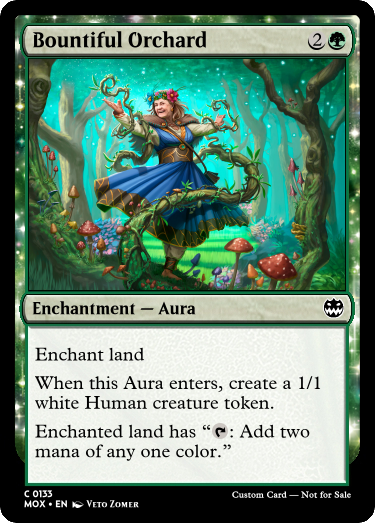 Bountiful Orchard 2
Enchantment — Aura
Enchant land
When this Aura enters, create a 1/1
white Human creature token.
Enchanted land has “: Add two
mana of any one color.”
C 0133
MOX • EN Veto Zomer
Custom Card — Not for Sale